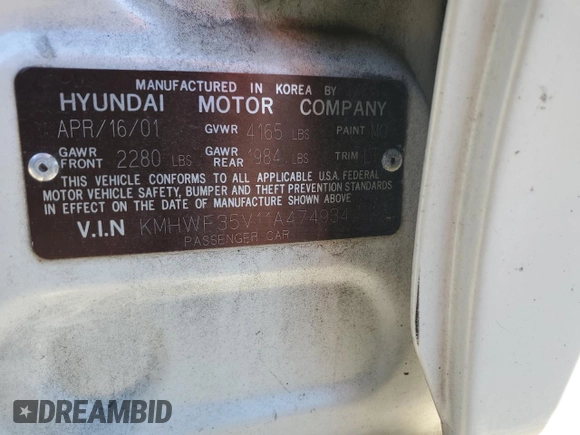 MANUFACTURED IN KOREA BY
HYUNDAI MOTOR COMPANY
APR/16/01 GVWR 4165 LBS PAINT
GAWR FRONT 2280 LBS GAWR REAR 1984 LBS TRIM
THIS VEHICLE CONFORMS TO ALL APPLICABLE U.S.A. FEDERAL
MOTOR VEHICLE SAFETY, BUMPER AND THEFT PREVENTION STANDARDS
IN EFFECT ON THE DATE OF MANUFACTURE SHOWN ABOVE.
V.I.N KMHWF35V11A474934
PASSENGER CAR
DREAMBID